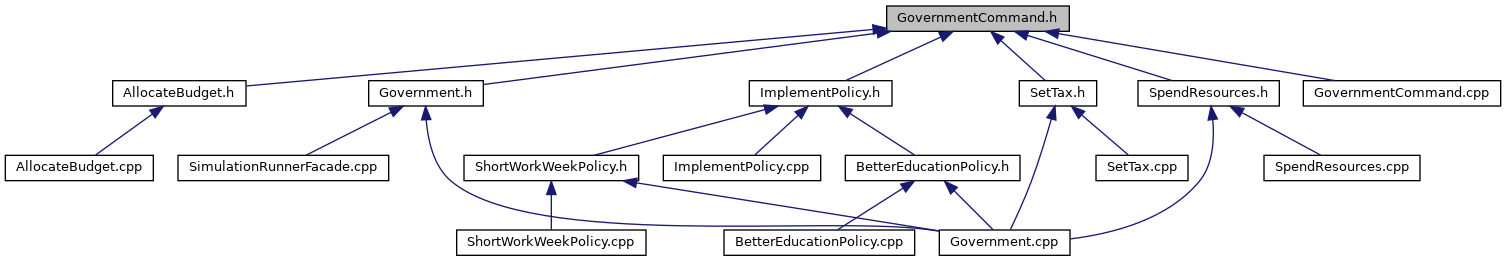 GovernmentCommand.h
AllocateBudget.h
Government.h
ImplementPolicy.h
SetTax.h
SpendResources.h
GovernmentCommand.cpp
AllocateBudget.cpp
SimulationRunnerFacade.cpp
ShortWorkWeekPolicy.h
ImplementPolicy.cpp
BetterEducationPolicy.h
SetTax.cpp
SpendResources.cpp
ShortWorkWeekPolicy.cpp
BetterEducationPolicy.cpp
Government.cpp